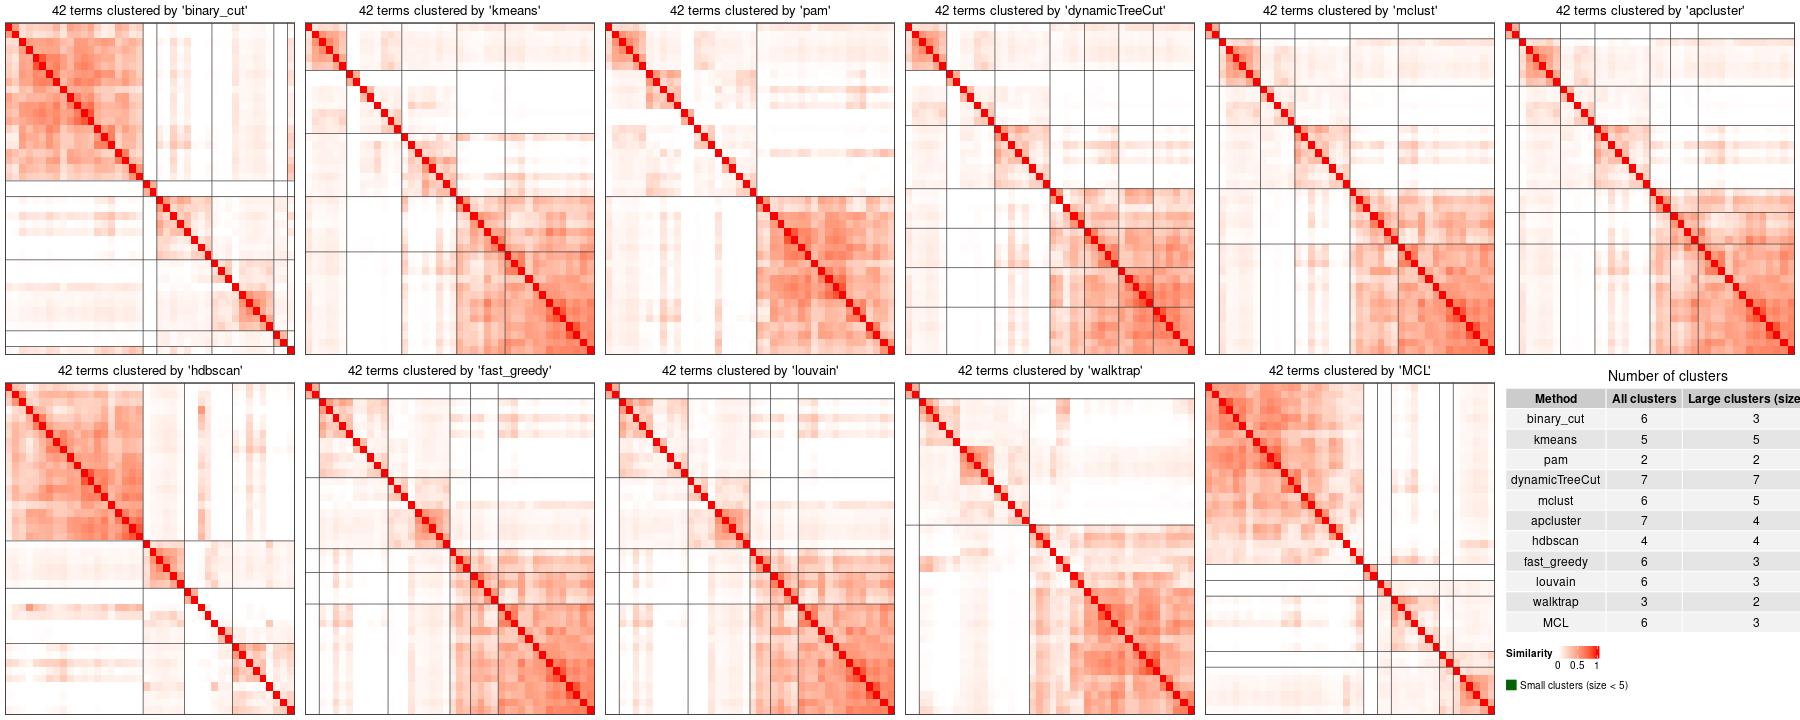 42 terms clustered by 'binary_cut'
42 terms clustered by 'kmeans'
42 terms clustered by 'pam'
42 terms clustered by 'dynamicTreeCut'
42 terms clustered by 'mclust'
42 terms clustered by 'apcluster'
42 terms clustered by 'hdbscan'
42 terms clustered by 'fast_greedy'
42 terms clustered by 'louvain'
42 terms clustered by 'walktrap'
42 terms clustered by 'MCL'
Number of clusters
Method All clusters Large clusters (size
binary_cut 6 3
kmeans 5 5
pam 2 2
dynamicTreeCut 7 7
mclust 6 5
apcluster 7 4
hdbscan 4 4
fast_greedy 6 3
louvain 6 3
walktrap 3 2
MCL 6 3
Similarity
0 0.5 1
Small clusters (size < 5)